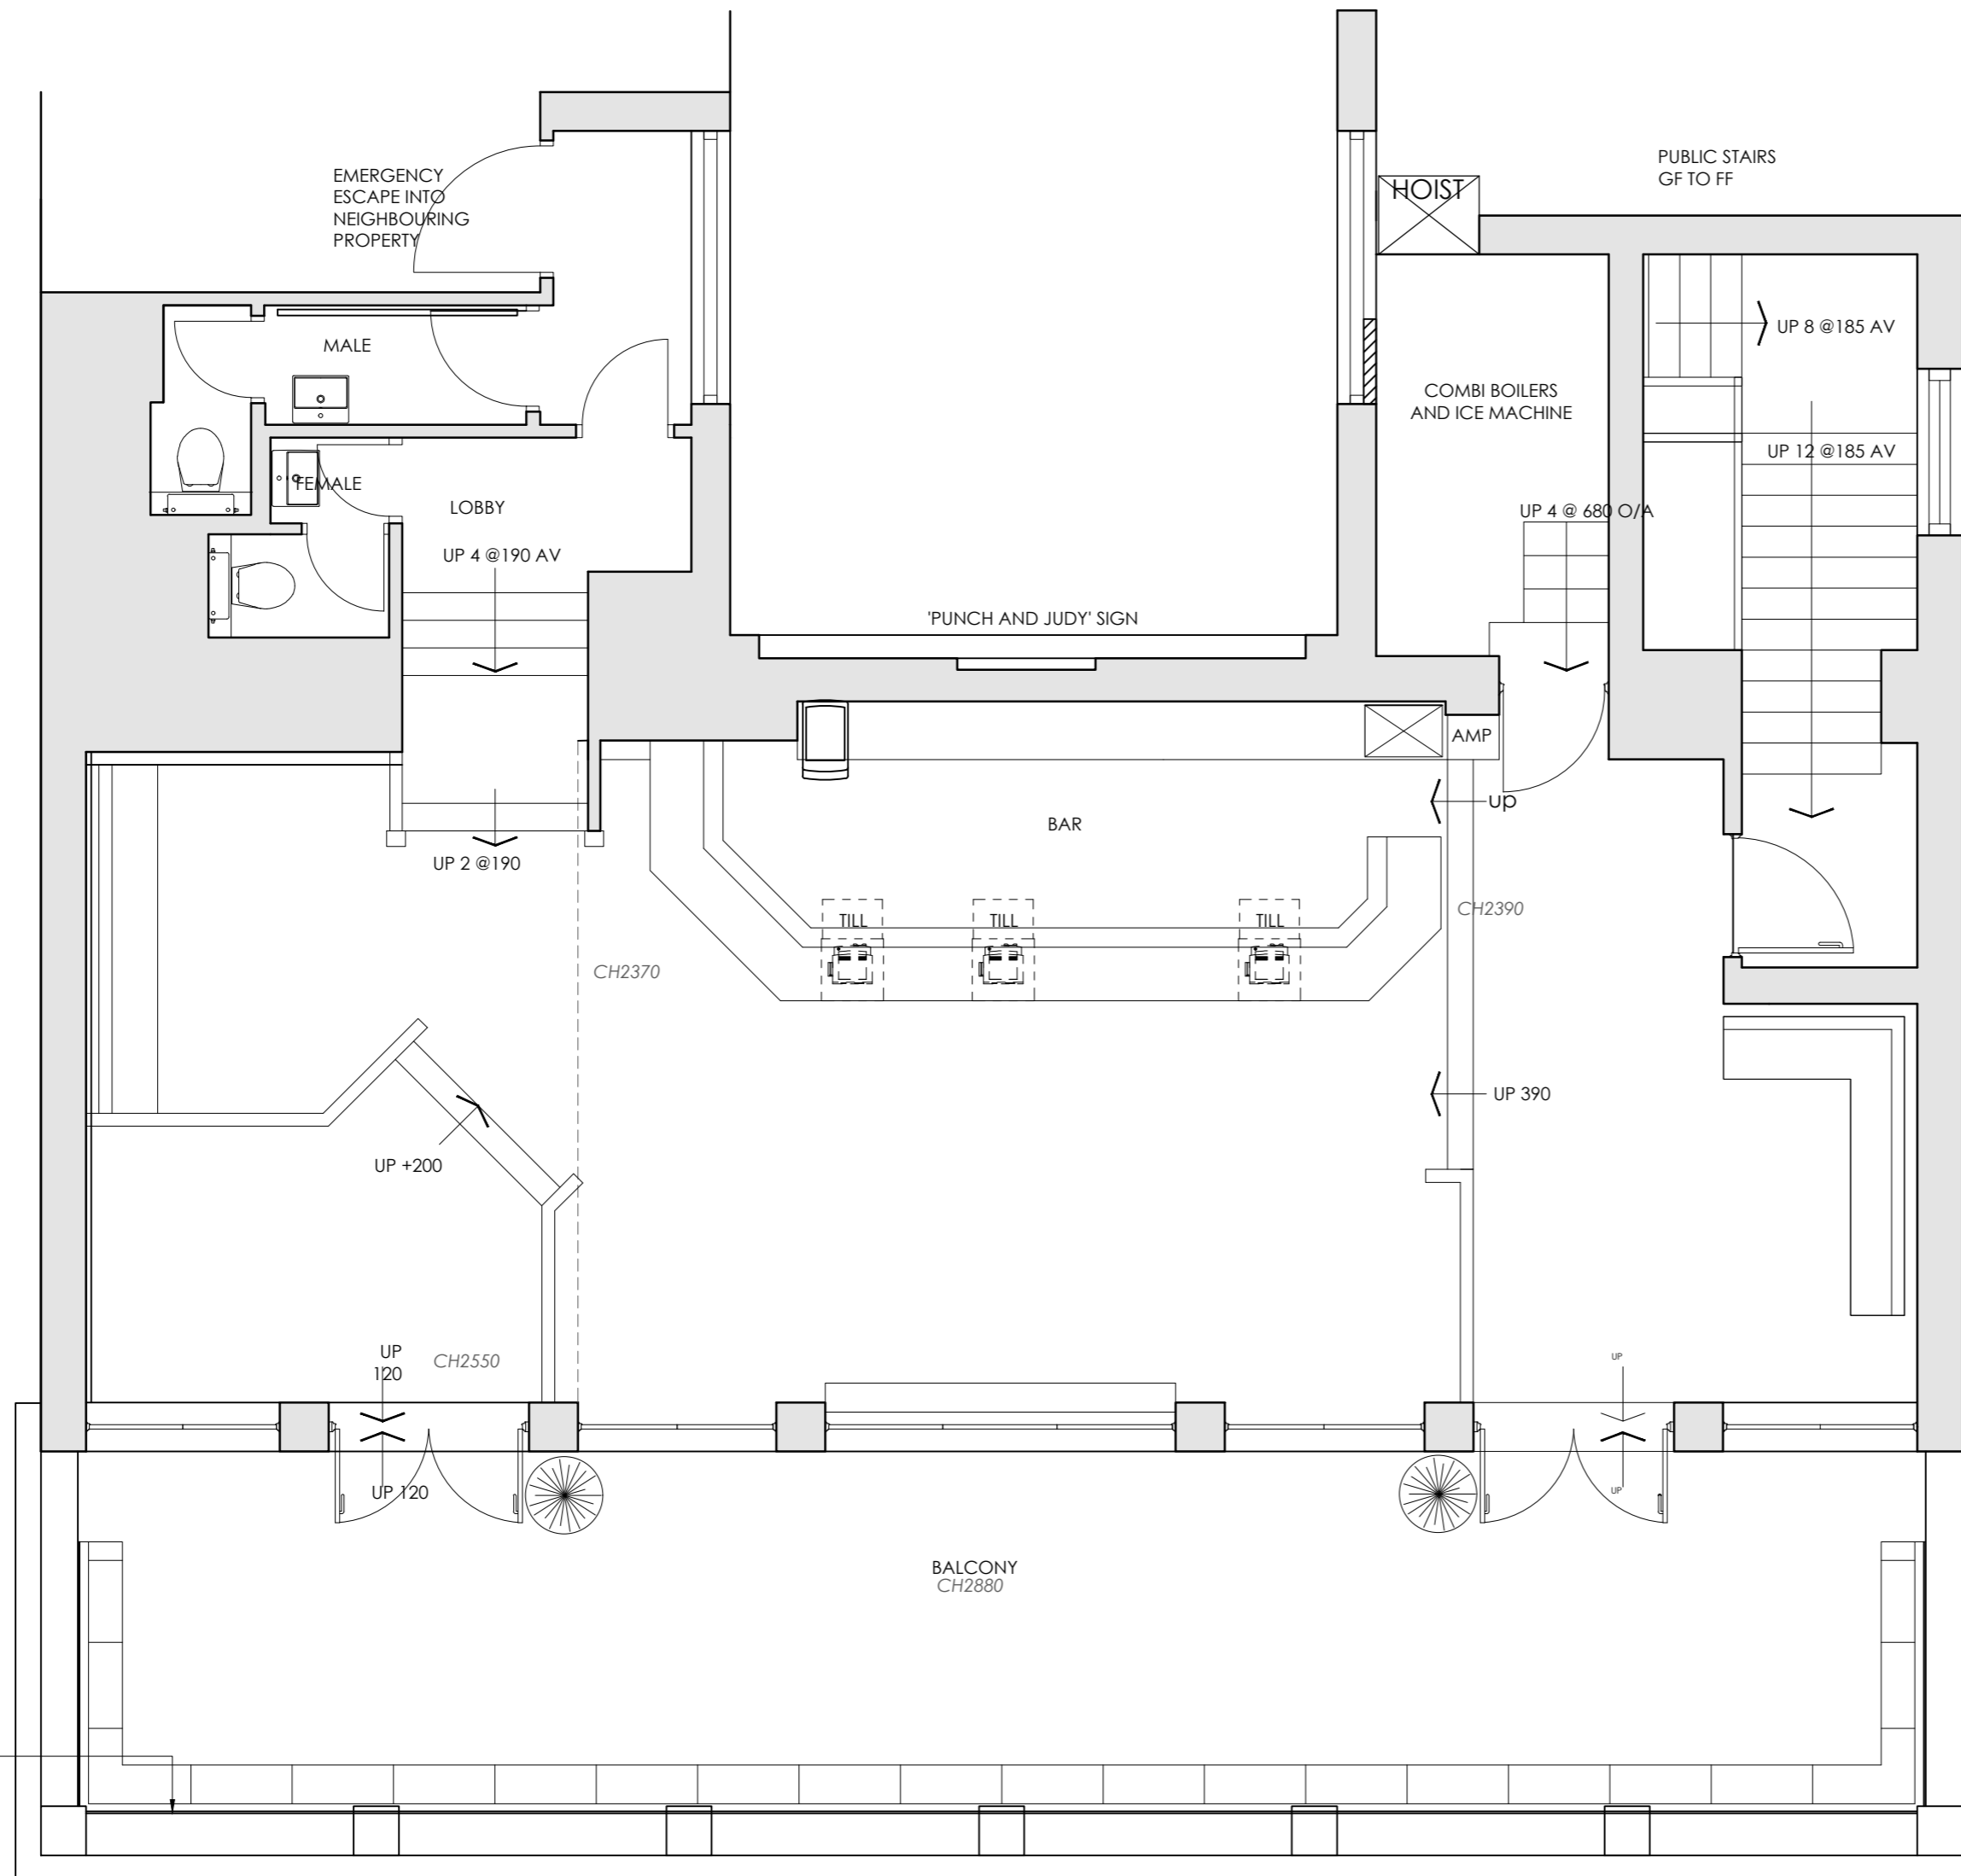 EMERGENCY
ESCAPE INTO
NEIGHBOURING
PROPERTY
PUBLIC STAIRS
GF TO FF
HOIST
UP 8 @185 AV
MALE
COMBI BOILERS
AND ICE MACHINE
UP 12 @185 AV
FEMALE
LOBBY
UP 4 @ 680 O/A
UP 4 @190 AV
'PUNCH AND JUDY' SIGN
AMP
up
BAR
UP 2 @190
TILL
TILL
TILL
CH2390
CH2370
UP 390
UP +200
UP
120
CH2550
UP
UP 120
UP
BALCONY
CH2880